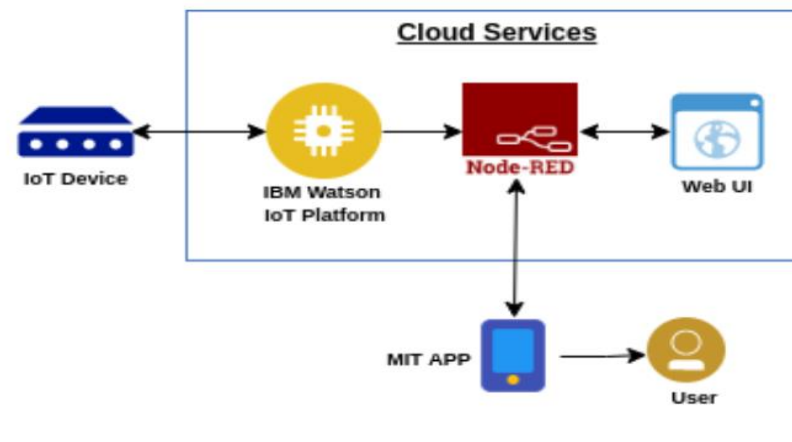 Cloud Services
IoT Device
IBM Watson
IoT Platform
Node-RED
Web UI
MIT APP
User